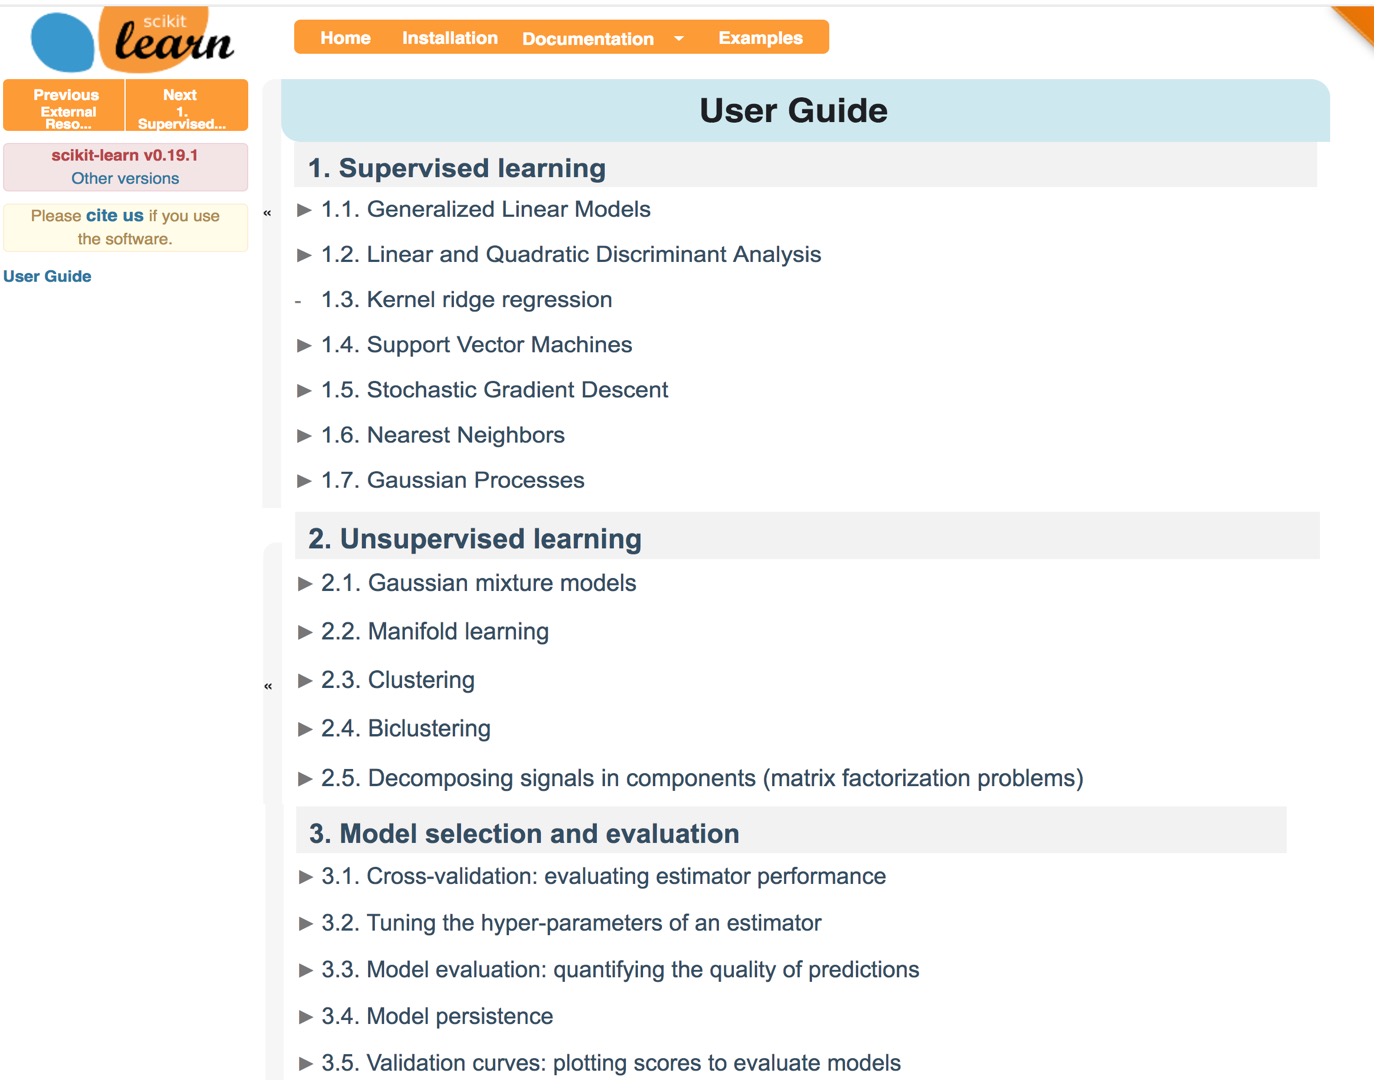 scikit
learn
Home Installation Documentation Examples
Previous
External
Reso...
Next
1.
Supervised...
scikit-learn v0.19.1
Other versions
Please cite us if you use
the software.
User Guide
«
User Guide
1. Supervised learning
1.1. Generalized Linear Models
1.2. Linear and Quadratic Discriminant Analysis
- 1.3. Kernel ridge regression
1.4. Support Vector Machines
1.5. Stochastic Gradient Descent
1.6. Nearest Neighbors
1.7. Gaussian Processes
2. Unsupervised learning
2.1. Gaussian mixture models
2.2. Manifold learning
«
2.3. Clustering
2.4. Biclustering
2.5. Decomposing signals in components (matrix factorization problems)
3. Model selection and evaluation
3.1. Cross-validation: evaluating estimator performance
3.2. Tuning the hyper-parameters of an estimator
3.3. Model evaluation: quantifying the quality of predictions
3.4. Model persistence
3.5. Validation curves: plotting scores to evaluate models